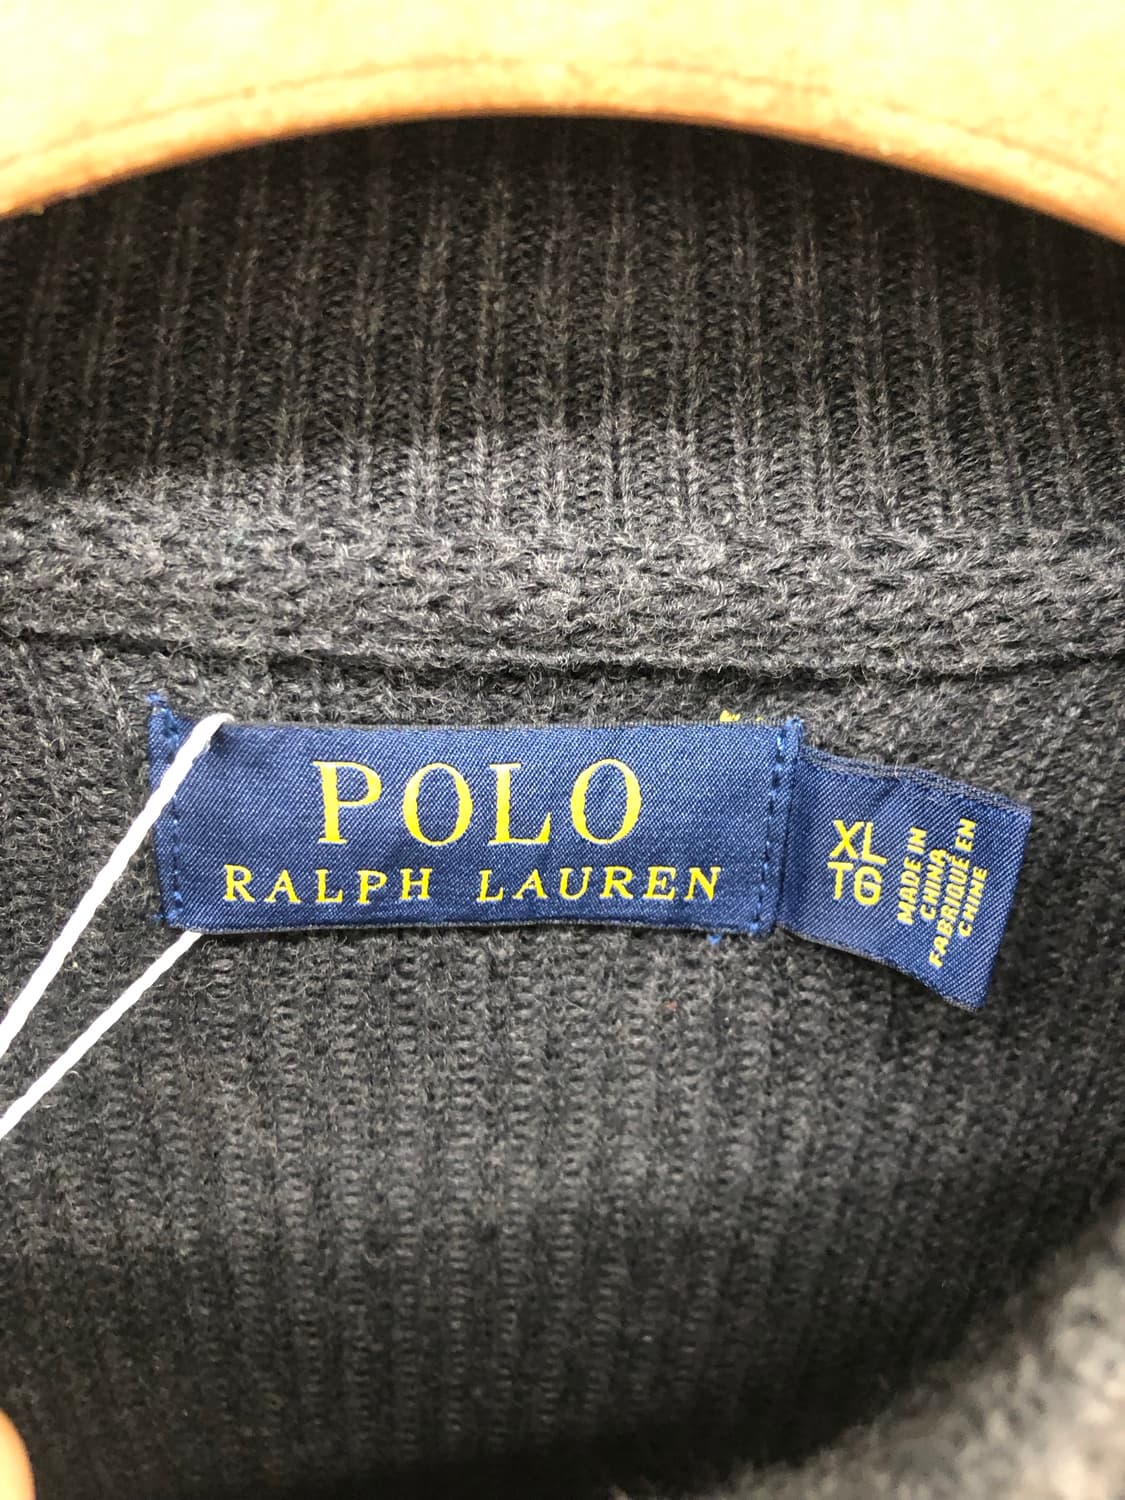 POLO
RALPH LAUREN
XL
TG
MADE IN
CHINA
FABRIQUÉ EN
CHINE